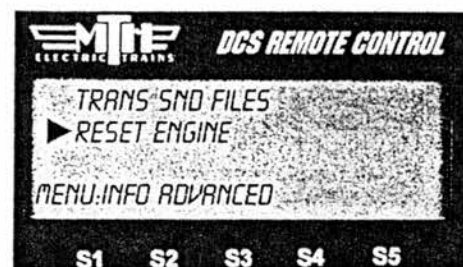 MTH DCS REMOTE CONTROL
ELECTRIC TRAINS
TRANS SND FILES
RESET ENGINE
MENU:INFO ADVANCED
S1 S2 S3 S4 S5